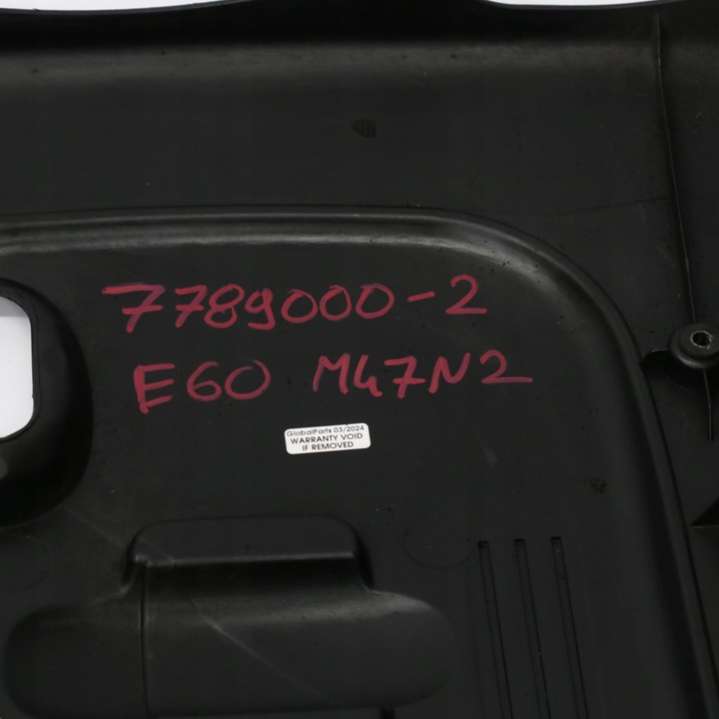 7789000-2
E60 M47N2
GlobalParts 03/2024
WARRANTY VOID
IF REMOVED